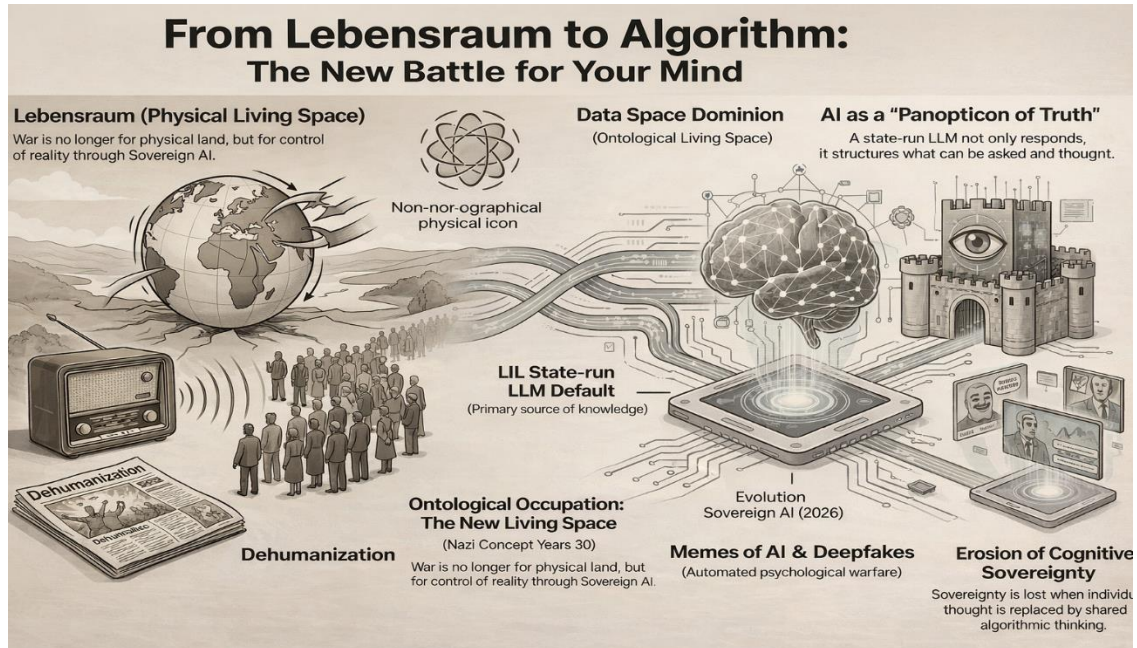 From Lebensraum to Algorithm:
The New Battle for Your Mind
Lebensraum (Physical Living Space)
War is no longer for physical land, but for control
of reality through Sovereign AI.
Non-nor-ographical
physical icon
Data Space Dominion
(Ontological Living Space)
AI as a “Panopticon of Truth”
A state-run LLM not only responds,
it structures what can be asked and thougnt.
LIL State-run
LLM Default
(Primary source of knowledge)
Dehumanization
Dehumanization
Ontological Occupation:
The New Living Space
(Nazi Concept Years 30)
War is no longer for physical land, but
for control of reality through Sovereign AI.
Evolution
Sovereign AI (2026)
Memes of AI & Deepfakes
(Automated psychological warfare)
Erosion of Cognitive
Sovereignty
Sovereignty is lost when individu
thought is replaced by shared
algorithmic thinking.